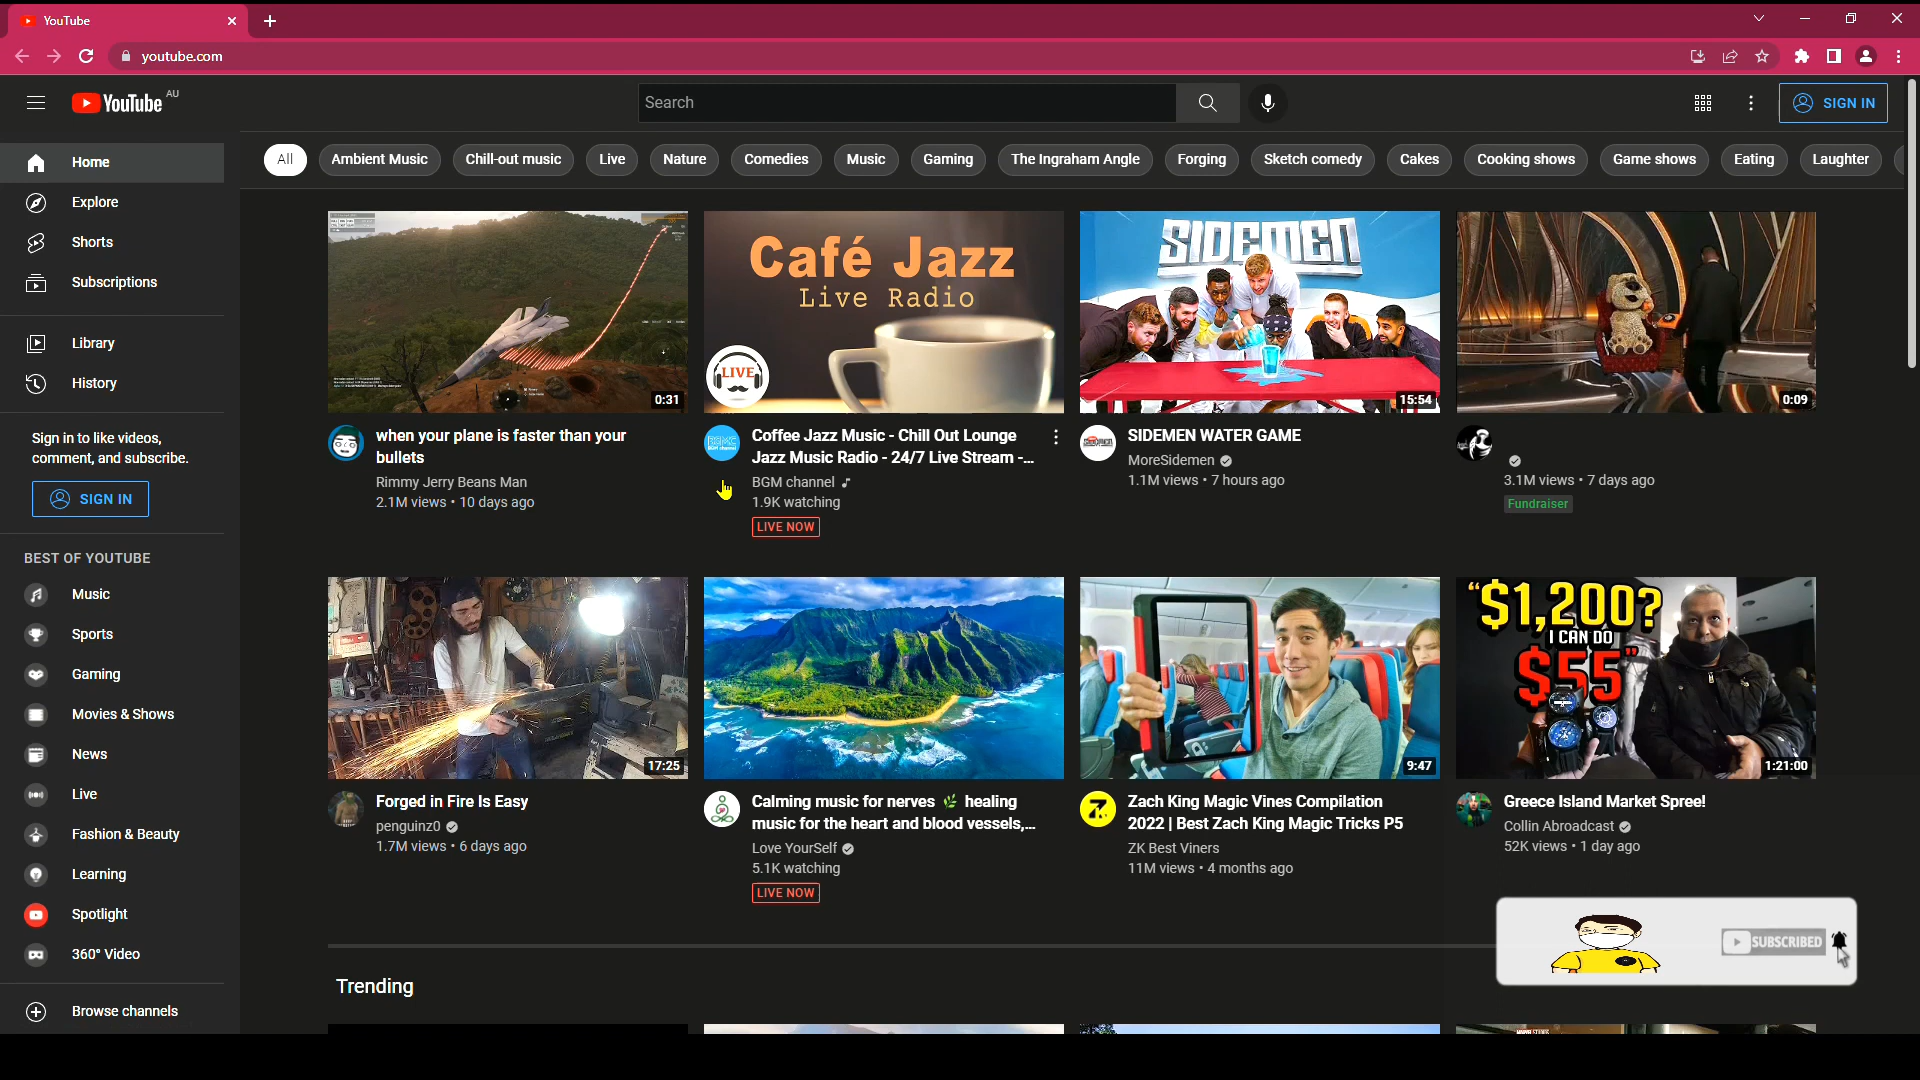 YouTube
youtube.com
YouTube AU
Search
SIGN IN
Home
Explore
Shorts
Subscriptions
Library
History
Sign in to like videos,
comment, and subscribe.
SIGN IN
BEST OF YOUTUBE
Music
Sports
Gaming
Movies & Shows
News
Live
Fashion & Beauty
Learning
Spotlight
360° Video
Browse channels
All
Ambient Music
Chill-out music
Live
Nature
Comedies
Music
Gaming
The Ingraham Angle
Forging
Sketch comedy
Cakes
Cooking shows
Game shows
Eating
Laughter
0:31
when your plane is faster than your
bullets
Rimmy Jerry Beans Man
2.1M views • 10 days ago
Café Jazz
Live Radio
LIVE
BGMC
BGM channel
Coffee Jazz Music - Chill Out Lounge
Jazz Music Radio - 24/7 Live Stream -...
BGM channel
1.9K watching
LIVE NOW
SIDEMEN
15:54
SIDEMEN WATER GAME
MoreSidemen
1.1M views • 7 hours ago
0:09
3.1M views • 7 days ago
Fundraiser
17:25
Forged in Fire Is Easy
penguinz0
1.7M views • 6 days ago
Calming music for nerves 🌿 healing
music for the heart and blood vessels,...
Love YourSelf
5.1K watching
LIVE NOW
9:47
Zach King Magic Vines Compilation
2022 | Best Zach King Magic Tricks P5
ZK Best Viners
11M views • 4 months ago
"$1,200?
I CAN DO
$55"
1:21:00
Greece Island Market Spree!
Collin Abroadcast
52K views • 1 day ago
SUBSCRIBED
Trending